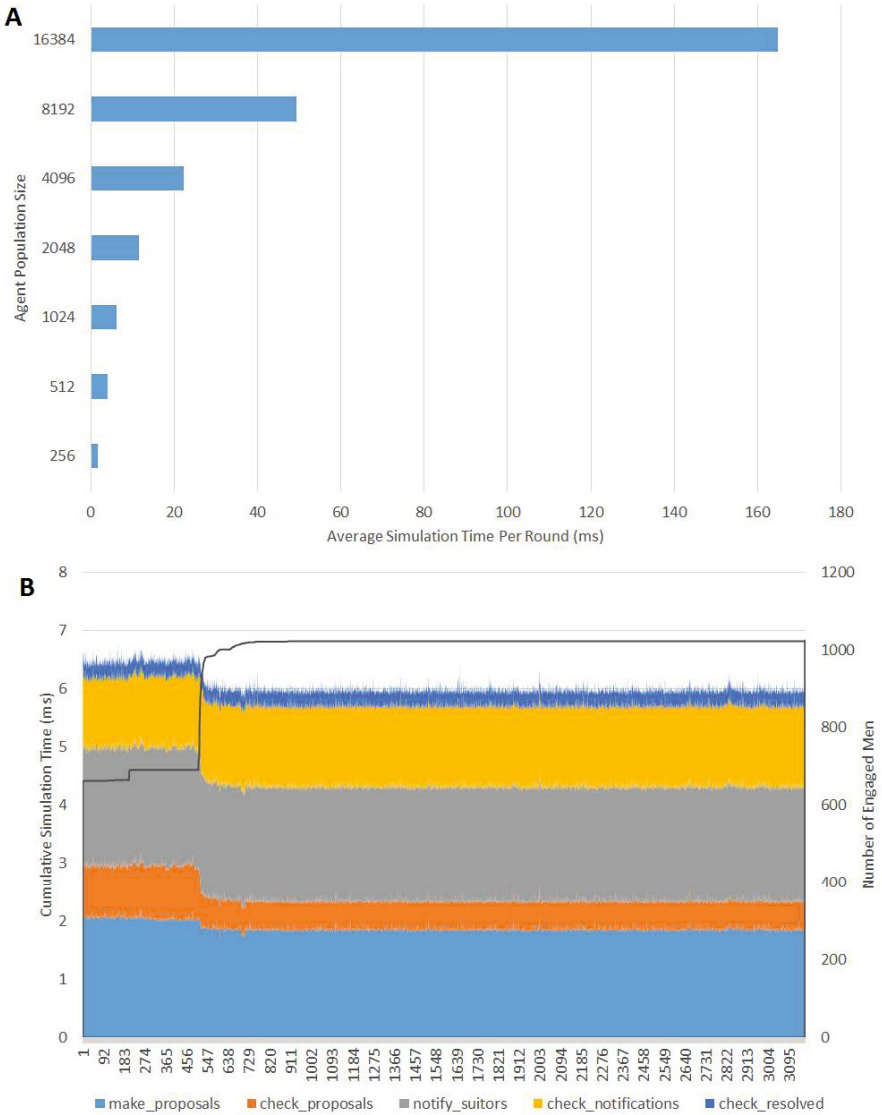 A
16384
8192
4096
2048
1024
512
256
Agent Population Size
0 20 40 60 80 100 120 140 160 180
Average Simulation Time Per Round (ms)
B
8
7
6
5
4
3
2
1
0
Cumulative Simulation Time (ms)
1200
1000
800
600
400
200
0
Number of Engaged Men
1 92 183 274 365 456 547 638 729 820 911 1002 1093 1184 1275 1366 1457 1548 1639 1730 1821 1912 2003 2094 2185 2276 2367 2458 2549 2640 2731 2822 2913 3004 3095
make_proposals check_proposals notify_suitors check_notifications check_resolved